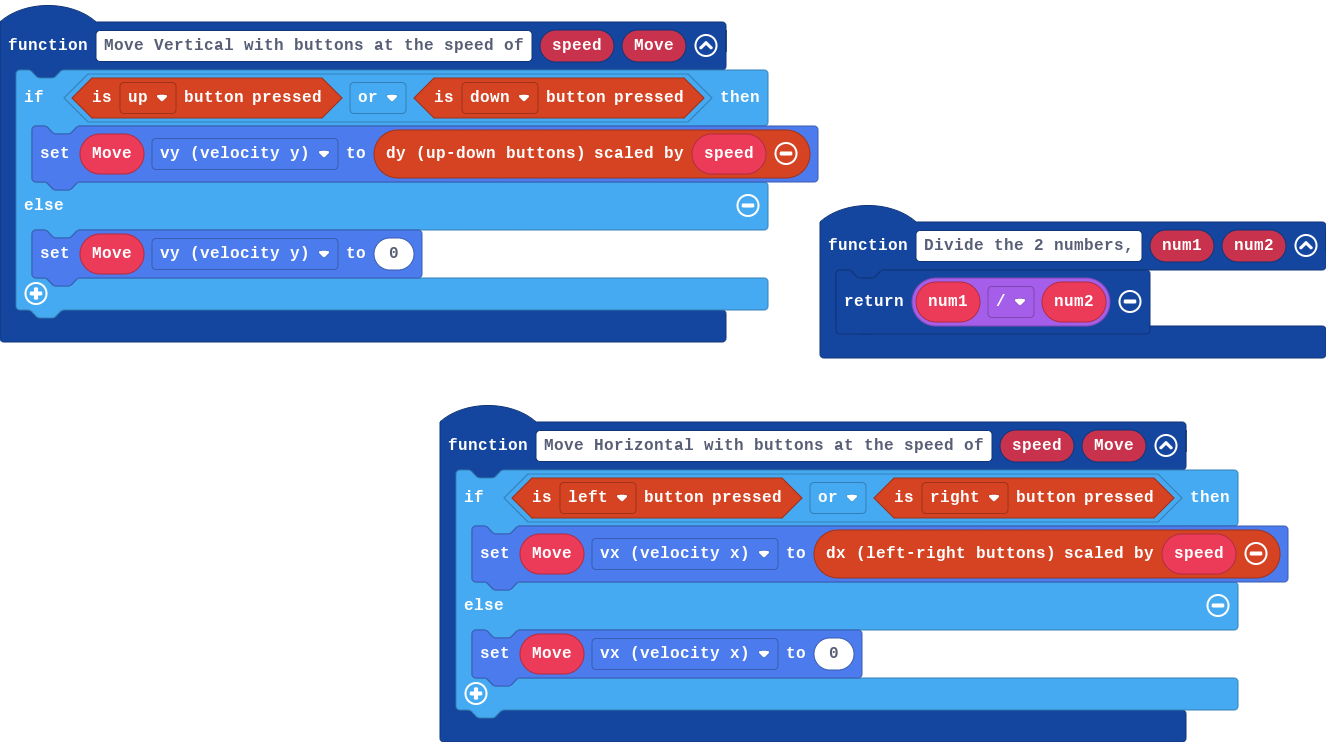 function Move Vertical with buttons at the speed of speed Move
if is up button pressed or is down button pressed then
set Move vy (velocity y) to dy (up-down buttons) scaled by speed
else
set Move vy (velocity y) to 0
function Divide the 2 numbers, num1 num2
return num1 / num2
function Move Horizontal with buttons at the speed of speed Move
if is left button pressed or is right button pressed then
set Move vx (velocity x) to dx (left-right buttons) scaled by speed
else
set Move vx (velocity x) to 0